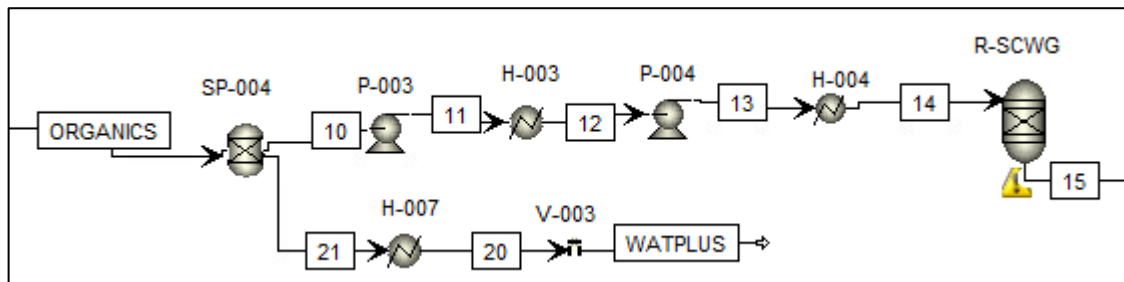 R-SCWG
P-003
H-003
P-004
H-004
SP-004
ORGANICS
10
11
12
13
14
15
H-007
V-003
21
20
WATPLUS